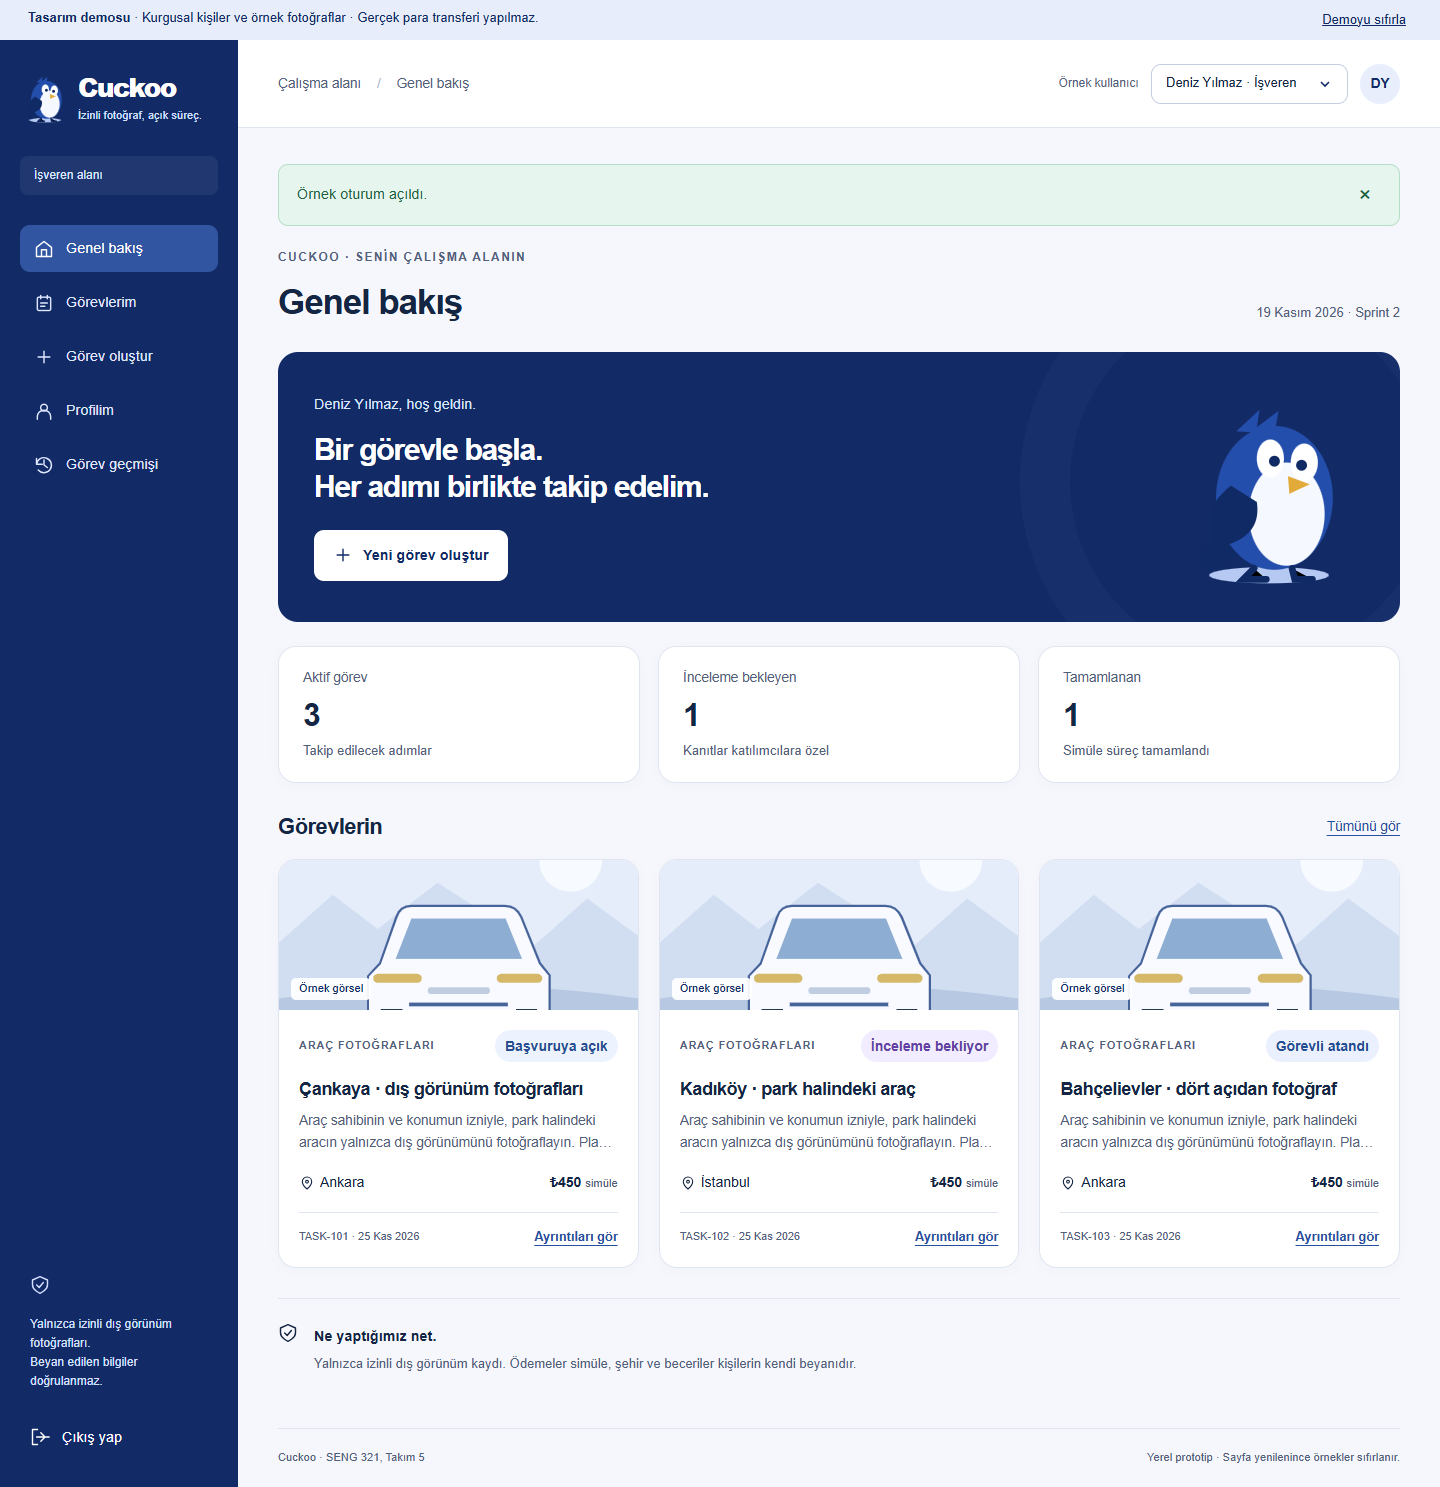 Tasarım demosu · Kurgusal kişiler ve örnek fotoğraflar · Gerçek para transferi yapılmaz.
Demoyu sıfırla
Cuckoo
İzinli fotoğraf, açık süreç.
İşveren alanı
Genel bakış
Görevlerim
Görev oluştur
Profilim
Görev geçmişi
Yalnızca izinli dış görünüm
fotoğrafları.
Beyan edilen bilgiler
doğrulanmaz.
Çıkış yap
Çalışma alanı / Genel bakış
Örnek kullanıcı
Deniz Yılmaz · İşveren
DY
Örnek oturum açıldı.
CUCKOO · SENİN ÇALIŞMA ALANIN
Genel bakış
19 Kasım 2026 · Sprint 2
Deniz Yılmaz, hoş geldin.
Bir görevle başla.
Her adımı birlikte takip edelim.
Yeni görev oluştur
Aktif görev
3
Takip edilecek adımlar
İnceleme bekleyen
1
Kanıtlar katılımcılara özel
Tamamlanan
1
Simüle süreç tamamlandı
Görevlerin
Tümünü gör
Örnek görsel
ARAÇ FOTOĞRAFLARI
Başvuruya açık
Çankaya · dış görünüm fotoğrafları
Araç sahibinin ve konumun izniyle, park halindeki
aracın yalnızca dış görünümünü fotoğraflayın. Pla...
Ankara
₺450 simüle
TASK-101 · 25 Kas 2026
Ayrıntıları gör
Örnek görsel
ARAÇ FOTOĞRAFLARI
İnceleme bekliyor
Kadıköy · park halindeki araç
Araç sahibinin ve konumun izniyle, park halindeki
aracın yalnızca dış görünümünü fotoğraflayın. Pla...
İstanbul
₺450 simüle
TASK-102 · 25 Kas 2026
Ayrıntıları gör
Örnek görsel
ARAÇ FOTOĞRAFLARI
Görevli atandı
Bahçelievler · dört açıdan fotoğraf
Araç sahibinin ve konumun izniyle, park halindeki
aracın yalnızca dış görünümünü fotoğraflayın. Pla...
Ankara
₺450 simüle
TASK-103 · 25 Kas 2026
Ayrıntıları gör
Ne yaptığımız net.
Yalnızca izinli dış görünüm kaydı. Ödemeler simüle, şehir ve beceriler kişilerin kendi beyanıdır.
Cuckoo · SENG 321, Takım 5
Yerel prototip · Sayfa yenilenince örnekler sıfırlanır.